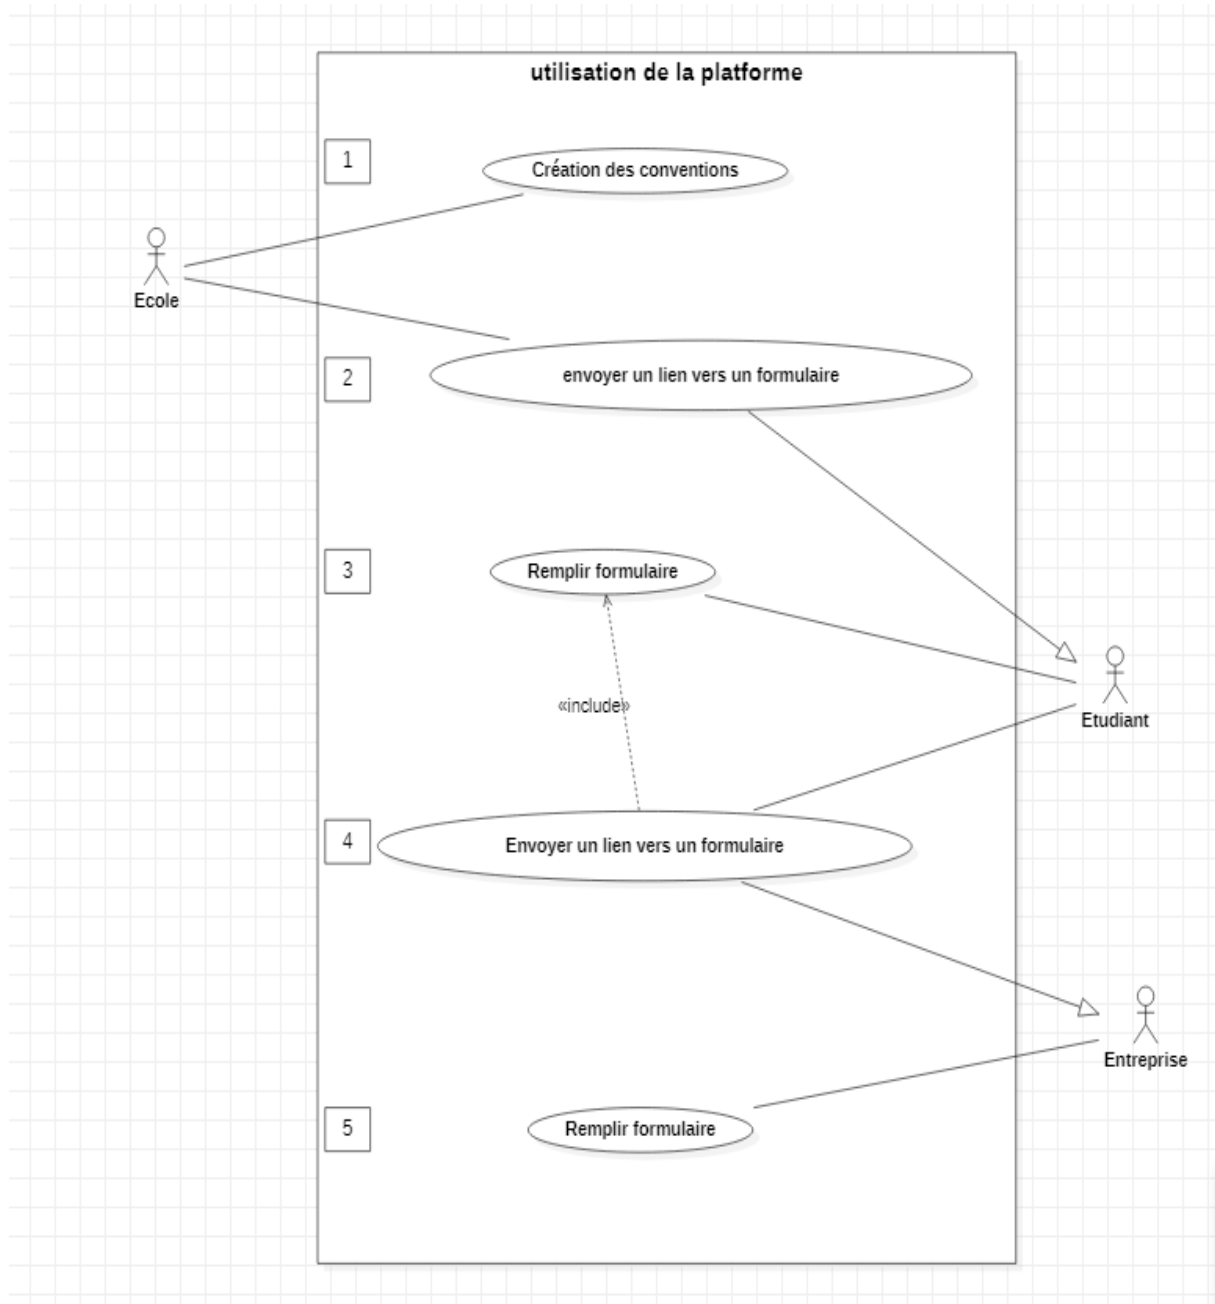 utilisation de la platforme
1
Création des conventions
Ecole
2
envoyer un lien vers un formulaire
3
Remplir formulaire
«include»
Etudiant
4
Envoyer un lien vers un formulaire
Entreprise
5
Remplir formulaire